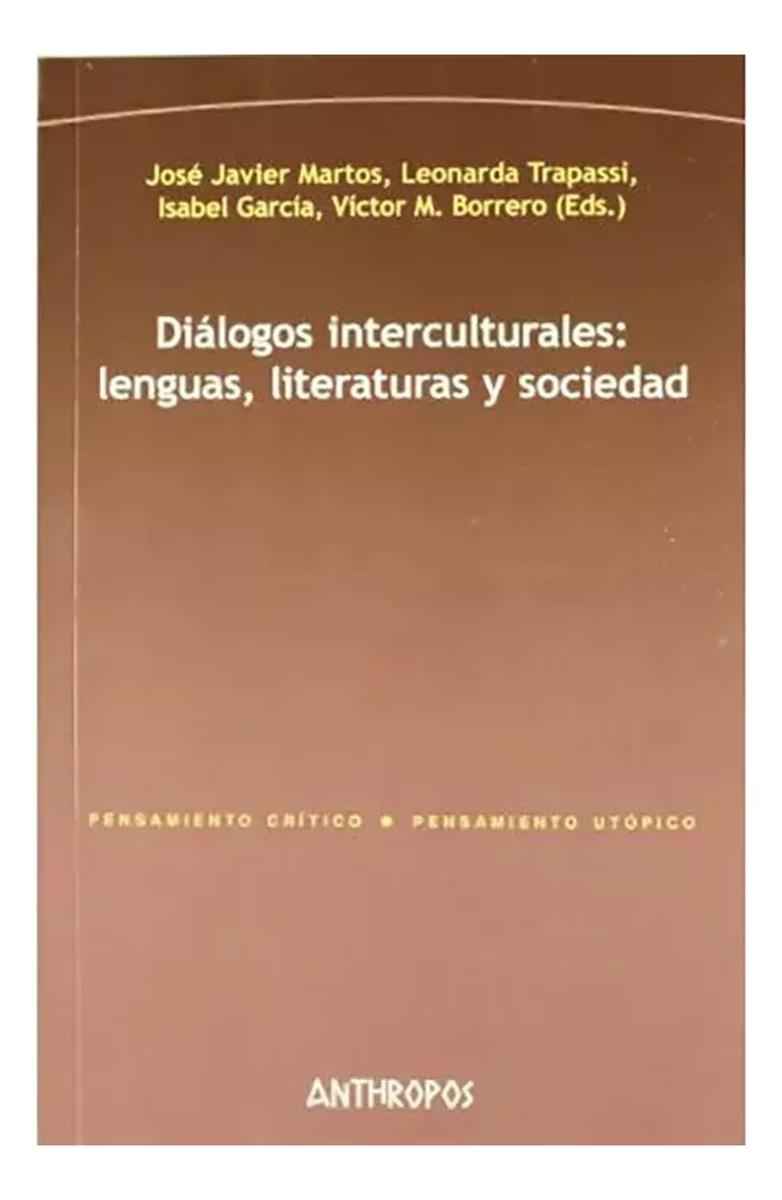 José Javier Martos, Leonarda Trapassi,
Isabel García, Víctor M. Borrero (Eds.)
Diálogos interculturales:
lenguas, literaturas y sociedad
PENSAMIENTO CRÍTICO • PENSAMIENTO UTÓPICO
ANTHROPOS